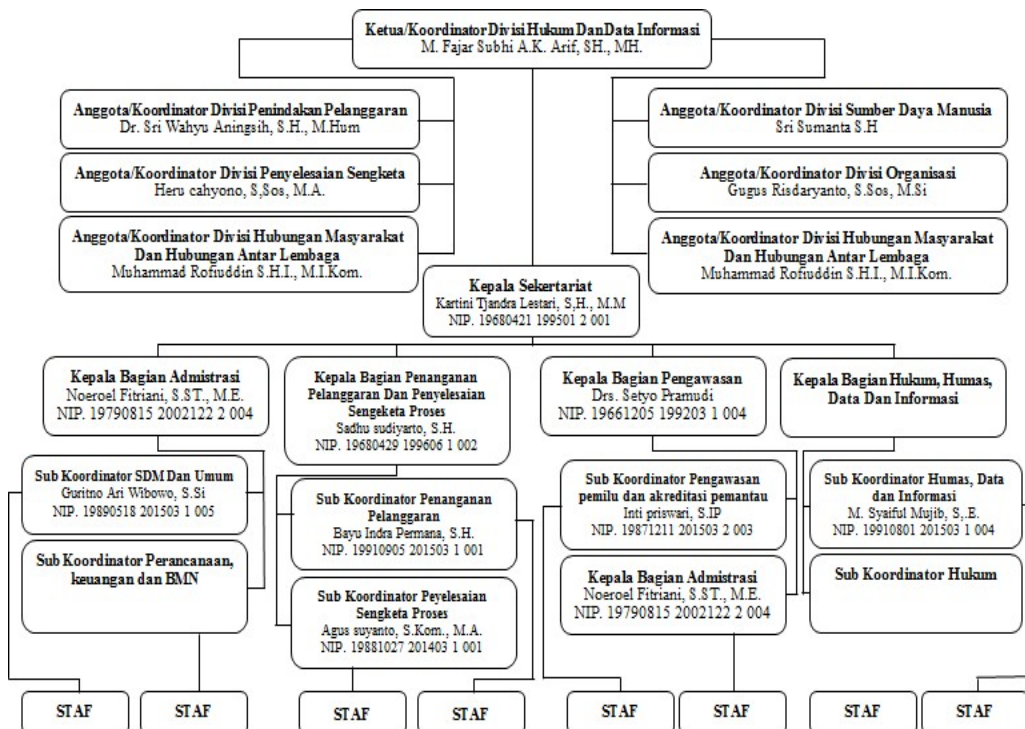 Ketua/Koordinator Divisi Hukum Dan Data Informasi
M. Fajar Subhi A.K. Arif, SH., MH.
Anggota/Koordinator Divisi Penindakan Pelanggaran
Dr. Sri Wahyu Aningsih, S.H., M.Hum
Anggota/Koordinator Divisi Penyelesaian Sengketa
Heru cahyono, S,Sos, M.A.
Anggota/Koordinator Divisi Hubungan Masyarakat
Dan Hubungan Antar Lembaga
Muhammad Rofiuddin S.H.I., M.I.Kom.
Anggota/Koordinator Divisi Sumber Daya Manusia
Sri Sumanta S.H
Anggota/Koordinator Divisi Organisasi
Gugus Risdaryanto, S.Sos, M.Si
Anggota/Koordinator Divisi Hubungan Masyarakat
Dan Hubungan Antar Lembaga
Muhammad Rofiuddin S.H.I., M.I.Kom.
Kepala Sekertariat
Kartini Tjandra Lestari, S,H., M.M
NIP. 19680421 199501 2 001
Kepala Bagian Admistrasi
Noeroel Fitriani, S.ST., M.E.
NIP. 19790815 2002122 2 004
Kepala Bagian Penanganan
Pelanggaran Dan Penyelesaian
Sengeketa Proses
Sadhu sudiyarto, S.H.
NIP. 19680429 199606 1 002
Kepala Bagian Pengawasan
Drs. Setyo Pramudi
NIP. 19661205 199203 1 004
Kepala Bagian Hukum, Humas,
Data Dan Informasi
Sub Koordinator SDM Dan Umum
Guritno Ari Wibowo, S.Si
NIP. 19890518 201503 1 005
Sub Koordinator Perancanaan,
keuangan dan BMN
Sub Koordinator Penanganan
Pelanggaran
Bayu Indra Permana, S.H.
NIP. 19910905 201503 1 001
Sub Koordinator Peyelesaian
Sengketa Proses
Agus suyanto, S.Kom., M.A.
NIP. 19881027 201403 1 001
Sub Koordinator Pengawasan
pemilu dan akreditasi pemantau
Inti priswari, S.IP
NIP. 19871211 201503 2 003
Kepala Bagian Admistrasi
Noeroel Fitriani, S.ST., M.E.
NIP. 19790815 2002122 2 004
Sub Koordinator Humas, Data
dan Informasi
M. Syaiful Mujib, S,.E.
NIP. 19910801 201503 1 004
Sub Koordinator Hukum
STAF
STAF
STAF
STAF
STAF
STAF
STAF
STAF